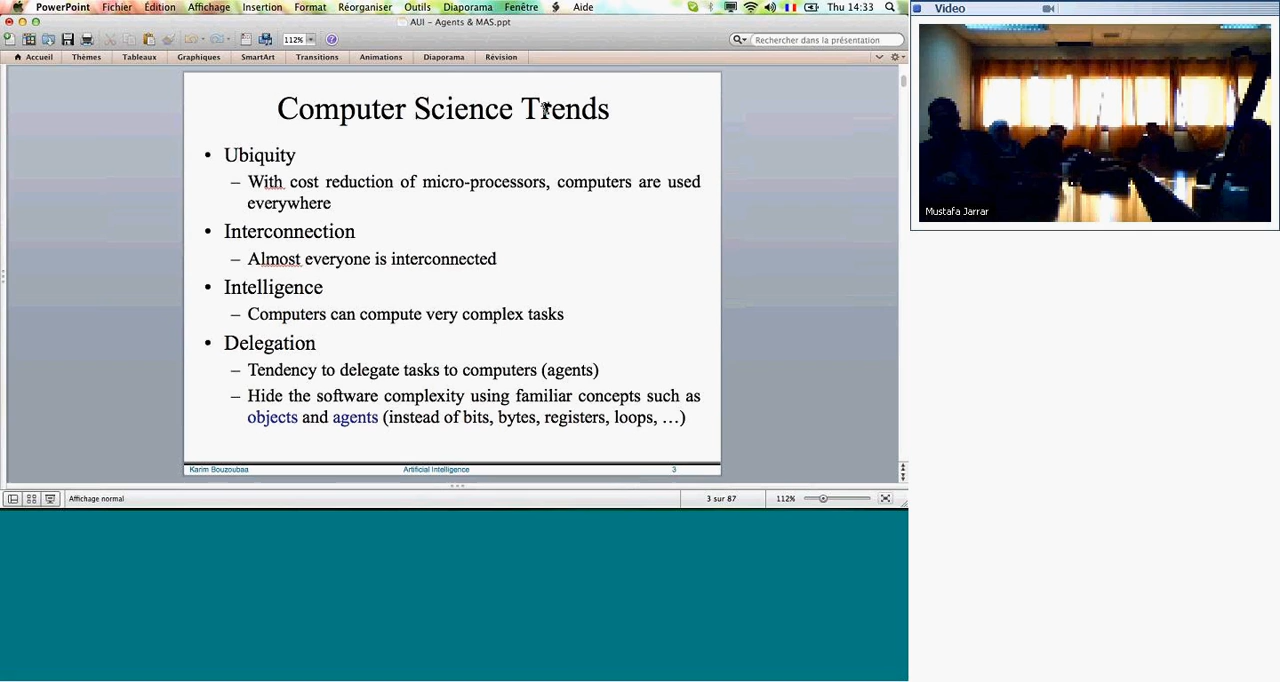 PowerPoint Fichier Édition Affichage Insertion Format Réorganiser Outils Diaporama Fenêtre Aide Thu 14:33
Video
AUI - Agents & MAS.ppt
112%
Rechercher dans la présentation
Accueil Thèmes Tableaux Graphiques SmartArt Transitions Animations Diaporama Révision
Computer Science Trends
• Ubiquity
– With cost reduction of micro-processors, computers are used
everywhere
• Interconnection
– Almost everyone is interconnected
• Intelligence
– Computers can compute very complex tasks
• Delegation
– Tendency to delegate tasks to computers (agents)
– Hide the software complexity using familiar concepts such as
objects and agents (instead of bits, bytes, registers, loops, …)
Karim Bouzoubaa Artificial Intelligence 3
Affichage normal 3 sur 87 112%
Mustafa Jarrar